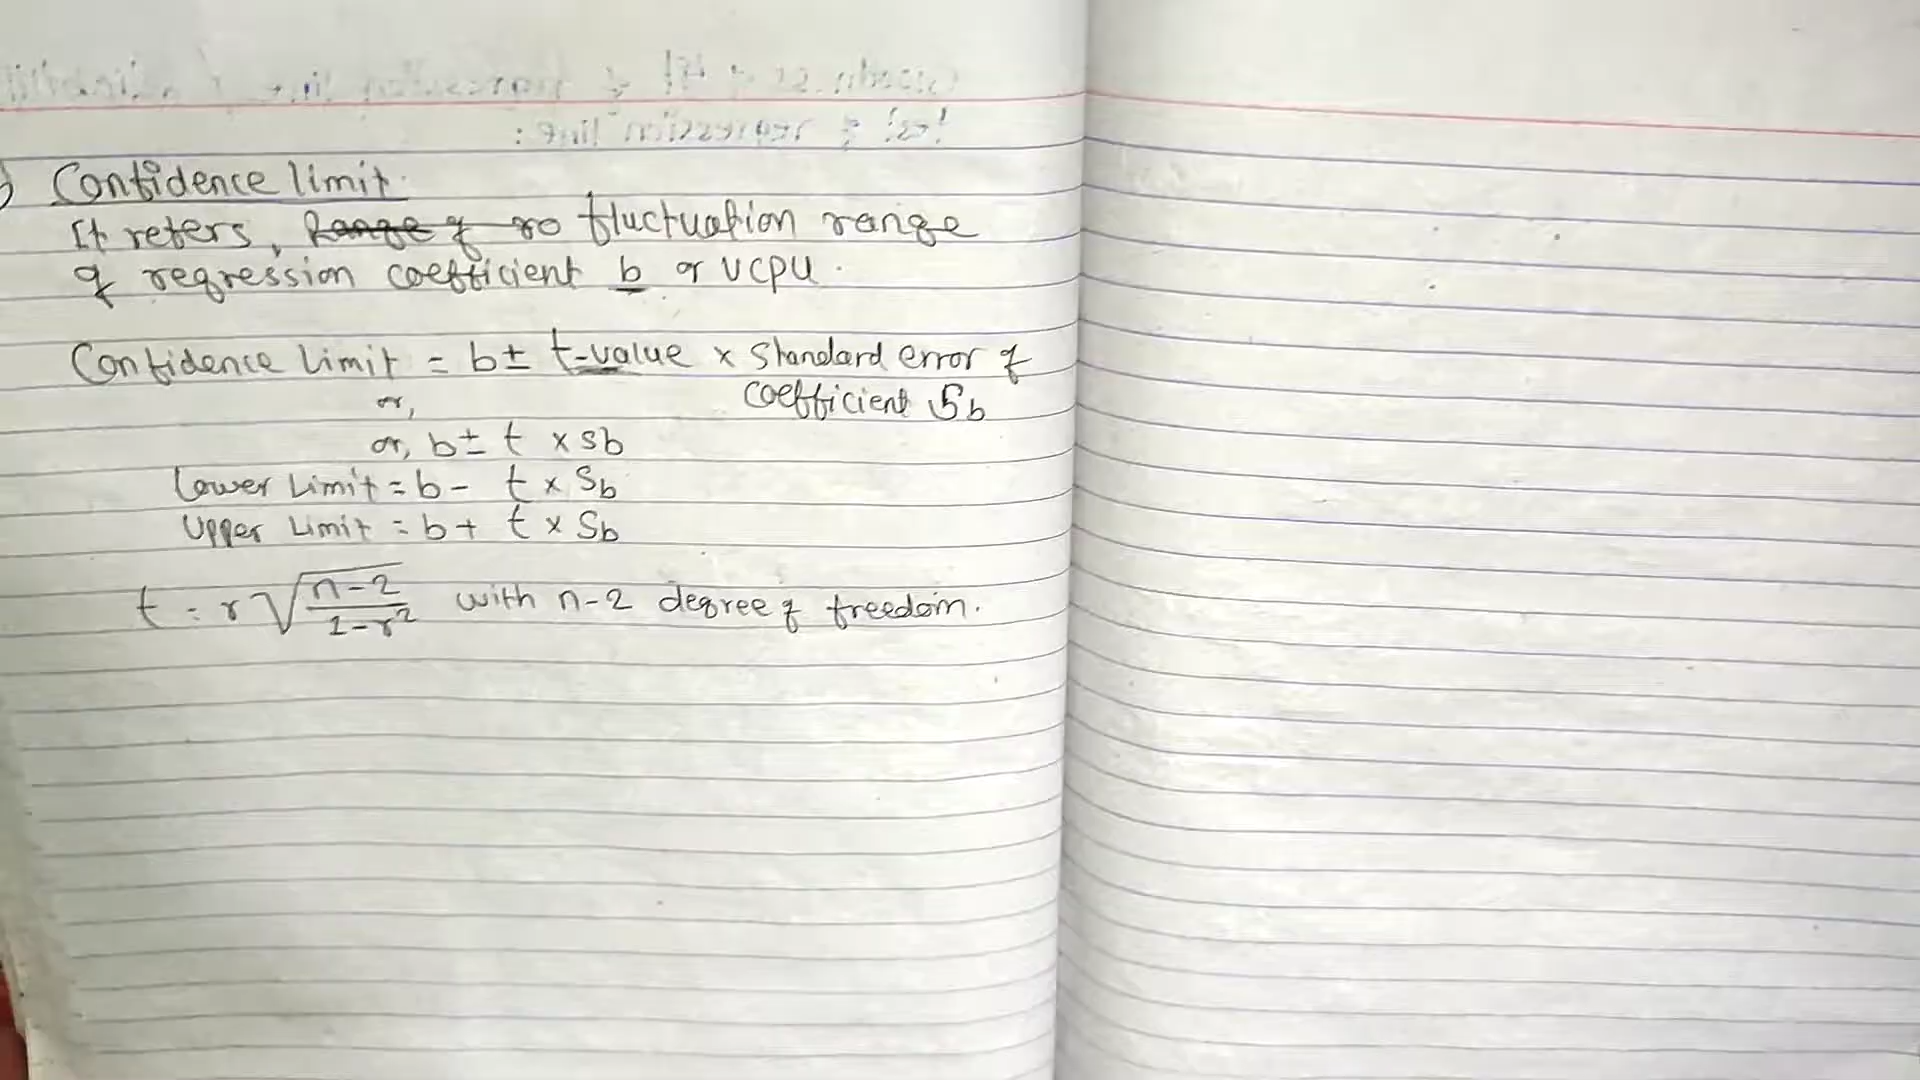 Confidence limit
It refers, Range of ro fluctuation range
of regression coefficient b or VCPU.
Confidence Limit = b ± t-value × Standard error of
coefficient Sb
or,
or, b ± t × sb
Lower Limit = b - t × Sb
Upper Limit = b + t × Sb
t = r √(n-2 / 1-r²) with n-2 degree of freedom.